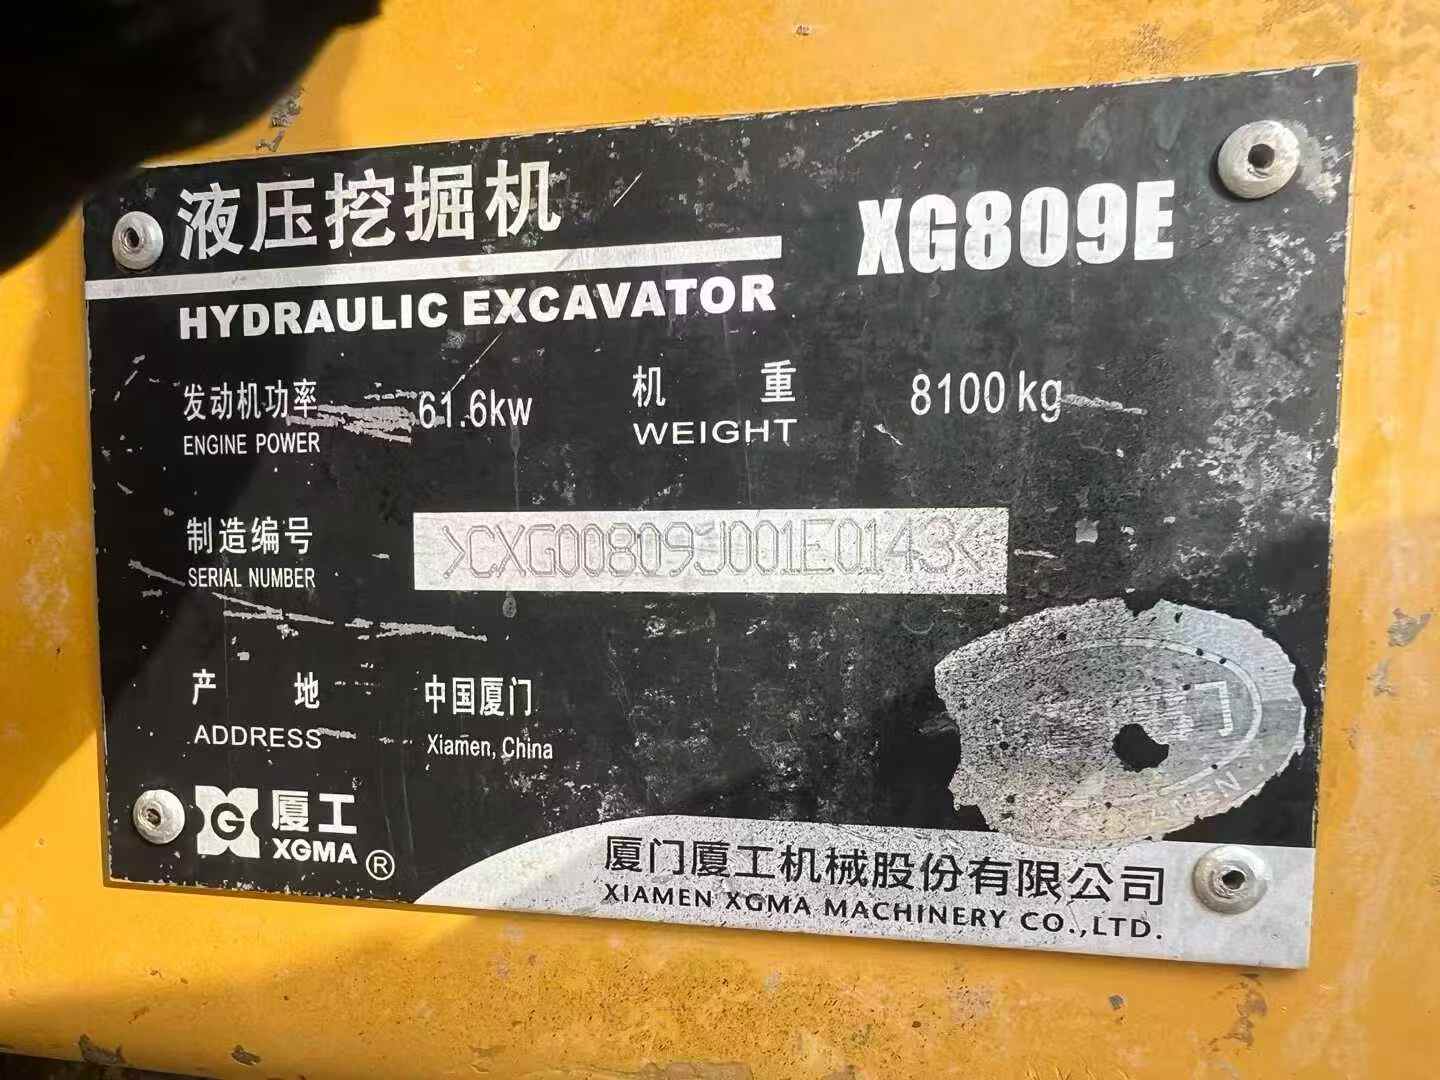 液压挖掘机
HYDRAULIC EXCAVATOR
XG809E
发动机功率 61.6kw
ENGINE POWER
机 重 8100 kg
WEIGHT
制造编号
SERIAL NUMBER
>CXG00809J001E0143<
产 地 中国厦门
ADDRESS Xiamen, China
G 厦工
XGMA ®
厦门厦工机械股份有限公司
XIAMEN XGMA MACHINERY CO.,LTD.